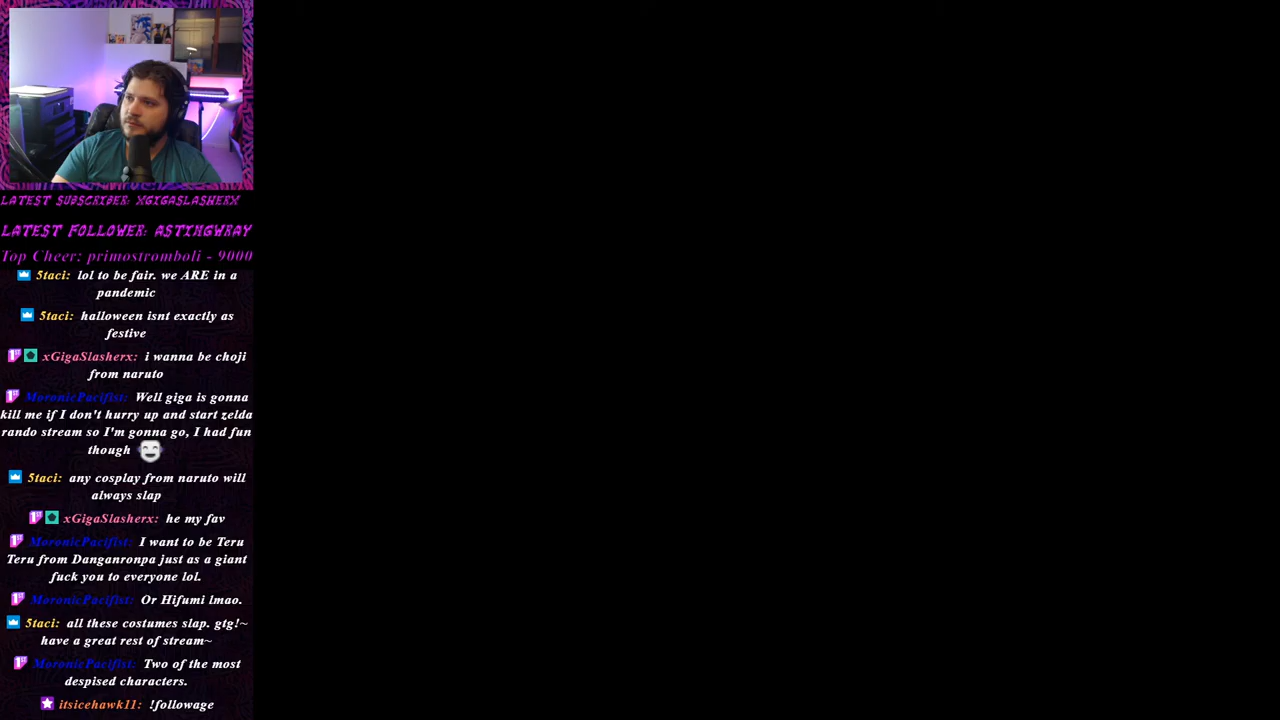 LATEST SUBSCRIBER: XGIGASLASHERX
LATEST FOLLOWER: ASTINGWRAY
Top Cheer: primostromboli - 9000
5taci: lol to be fair. we ARE in a
pandemic
5taci: halloween isnt exactly as
festive
xGigaSlasherx: i wanna be choji
from naruto
MoronicPacifist: Well giga is gonna
kill me if I don't hurry up and start zelda
rando stream so I'm gonna go, I had fun
though
5taci: any cosplay from naruto will
always slap
xGigaSlasherx: he my fav
MoronicPacifist: I want to be Teru
Teru from Danganronpa just as a giant
fuck you to everyone lol.
MoronicPacifist: Or Hifumi lmao.
5taci: all these costumes slap. gtg!~
have a great rest of stream~
MoronicPacifist: Two of the most
despised characters.
itsicehawk11: !followage